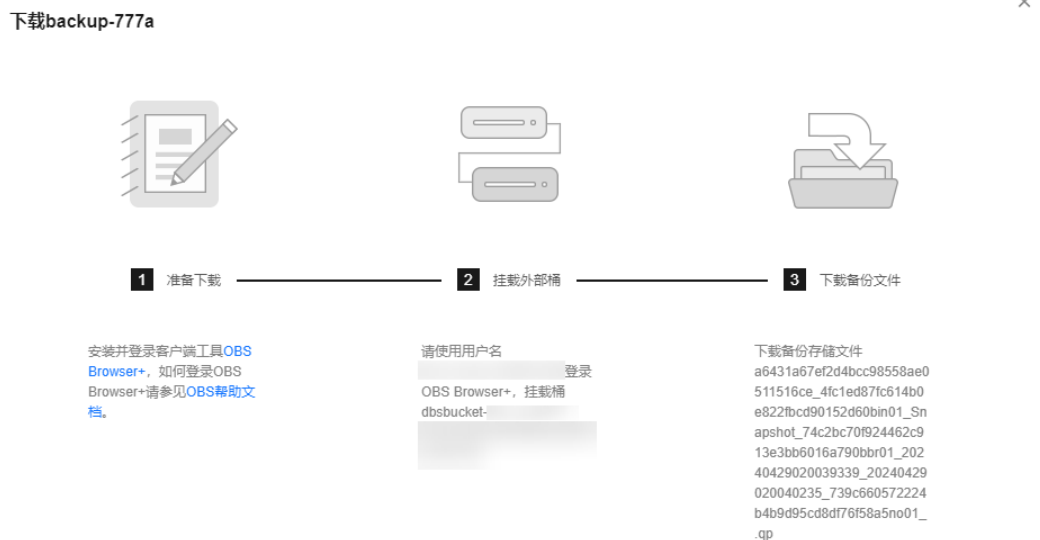 下载backup-777a
1 准备下载
2 挂载外部桶
3 下载备份文件
安装并登录客户端工具OBS
Browser+，如何登录OBS
Browser+请参见OBS帮助文
档。
请使用用户名
登录
OBS Browser+，挂载桶
dbsbucket-
下载备份存储文件
a6431a67ef2d4bcc98558ae0
511516ce_4fc1ed87fc614b0
e822fbcd90152d60bin01_Sn
apshot_74c2bc70f924462c9
13e3bb6016a790bbr01_202
40429020039339_20240429
020040235_739c660572224
b4b9d95cd8df76f58a5no01_
.qp